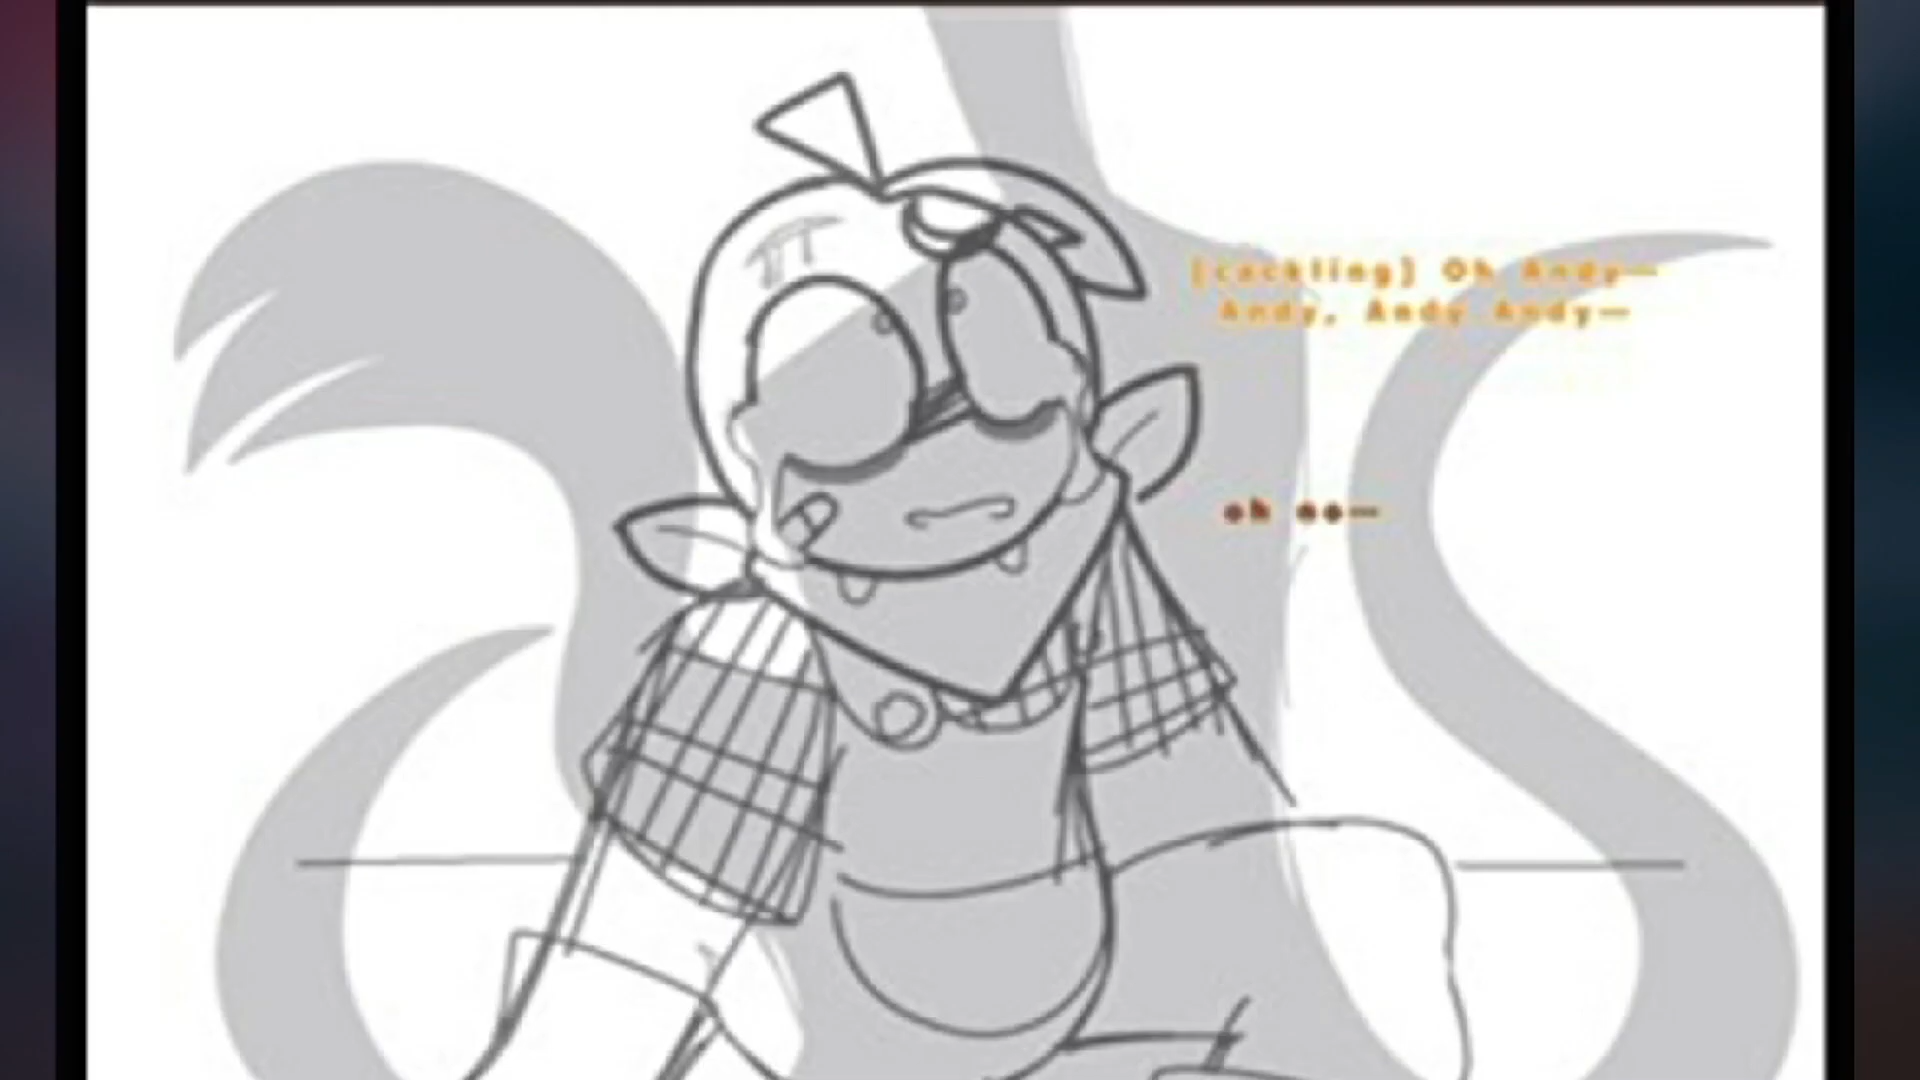 [cackling] Oh Andy—
Andy, Andy Andy—
oh no—